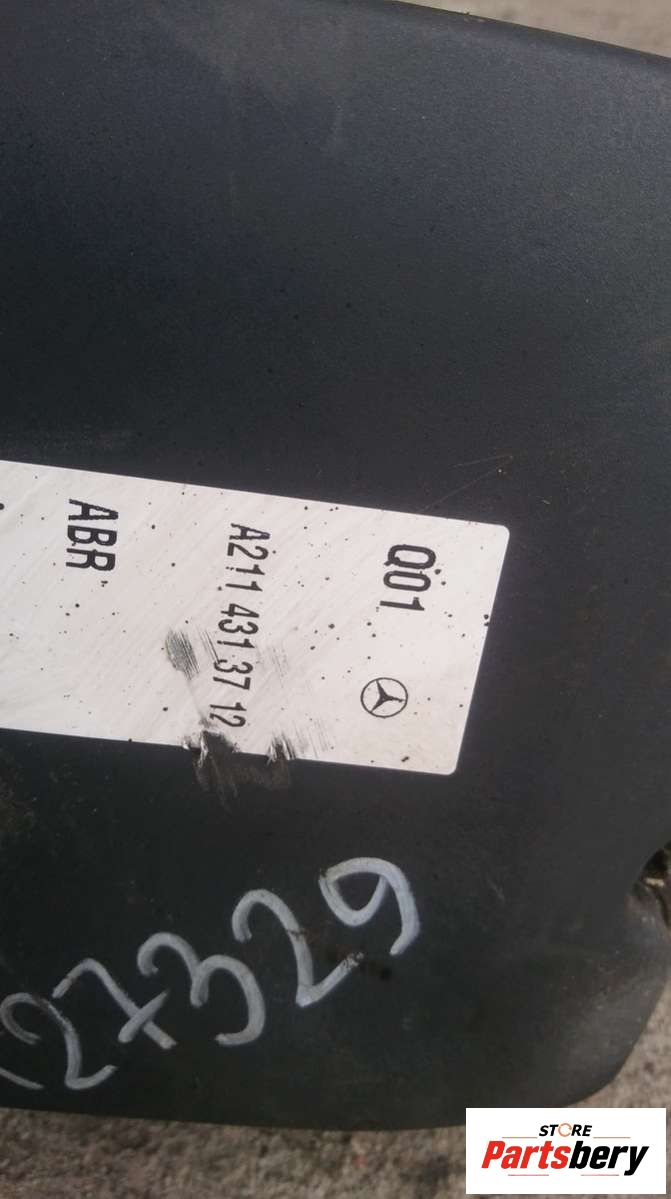 Q01
A211 431 37 12
ABR
27329
STORE
Partsbery